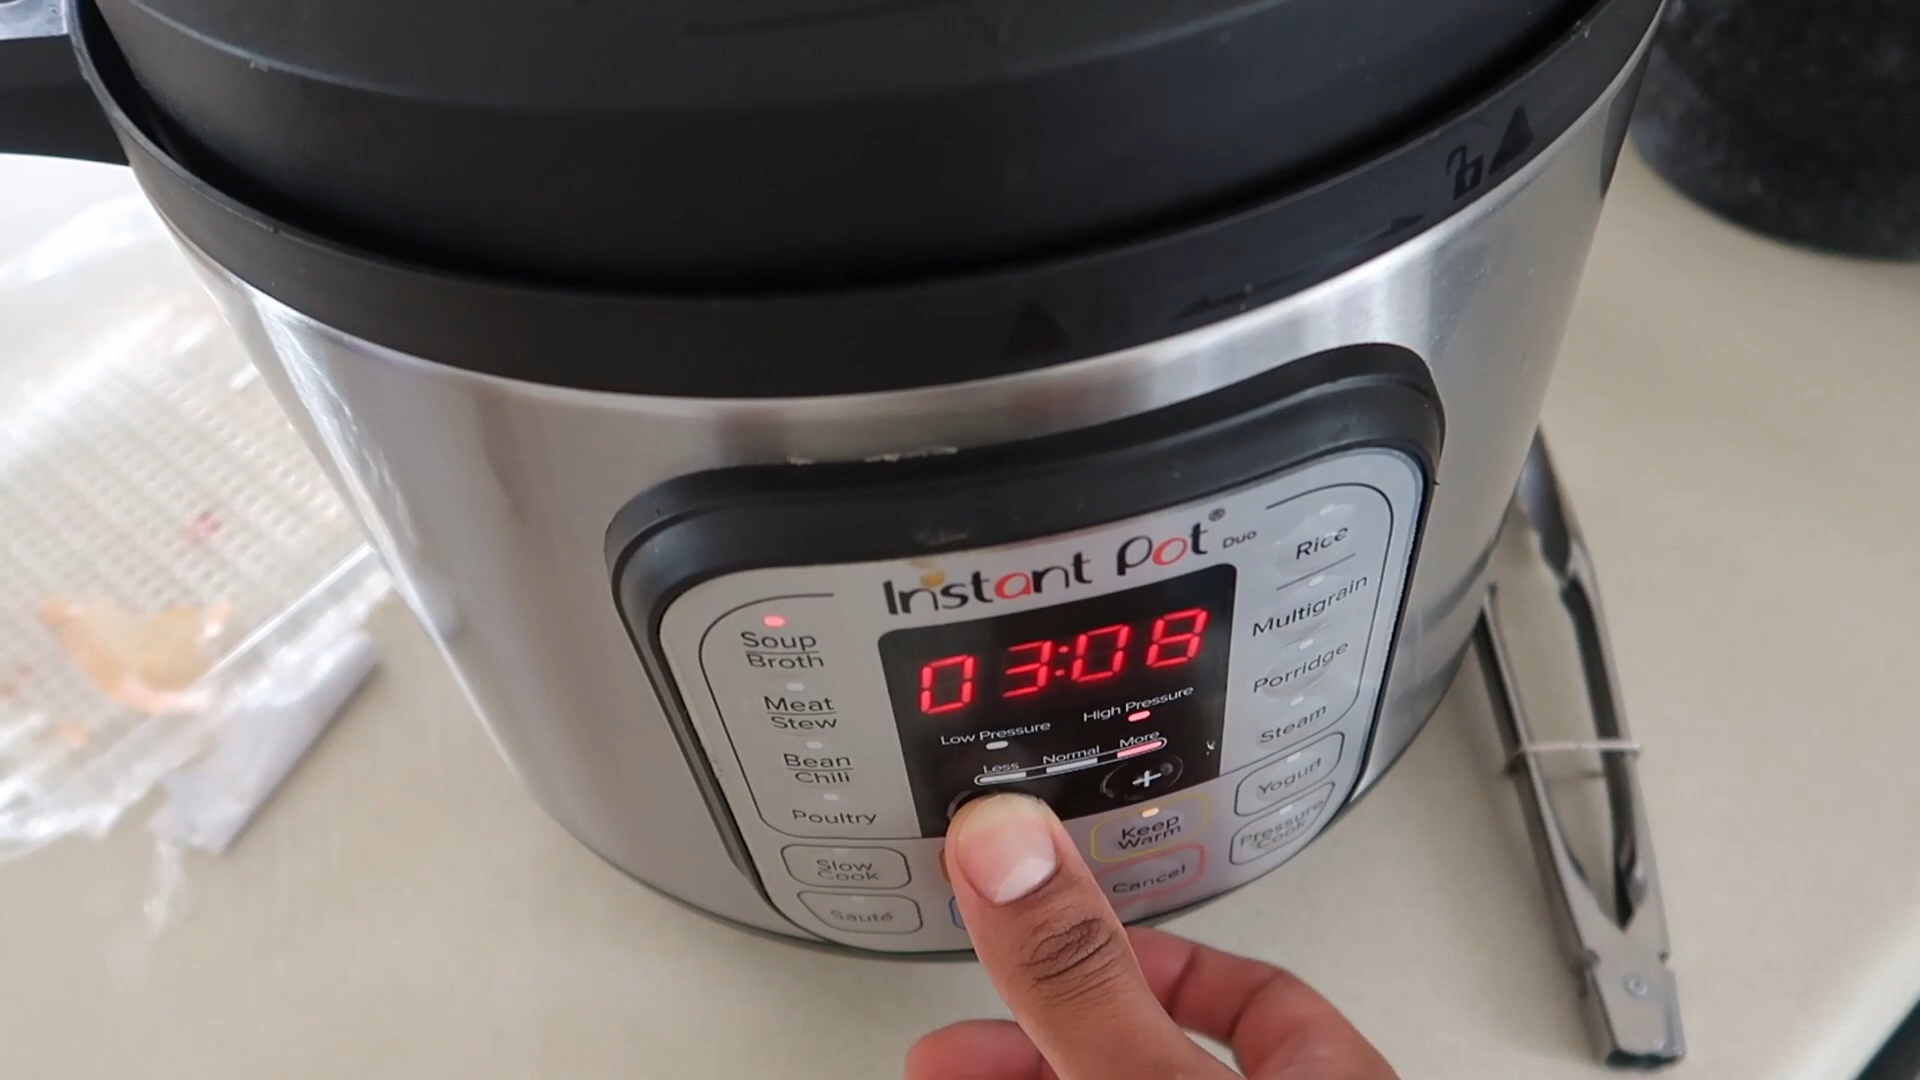 Instant Pot® Duo
03:08
Low Pressure
High Pressure
Less
Normal
More
+
Soup
Broth
Meat
Stew
Bean
Chili
Poultry
Slow
Cook
Sauté
Keep
Warm
Cancel
Rice
Multigrain
Porridge
Steam
Yogurt
Pressure
Cook